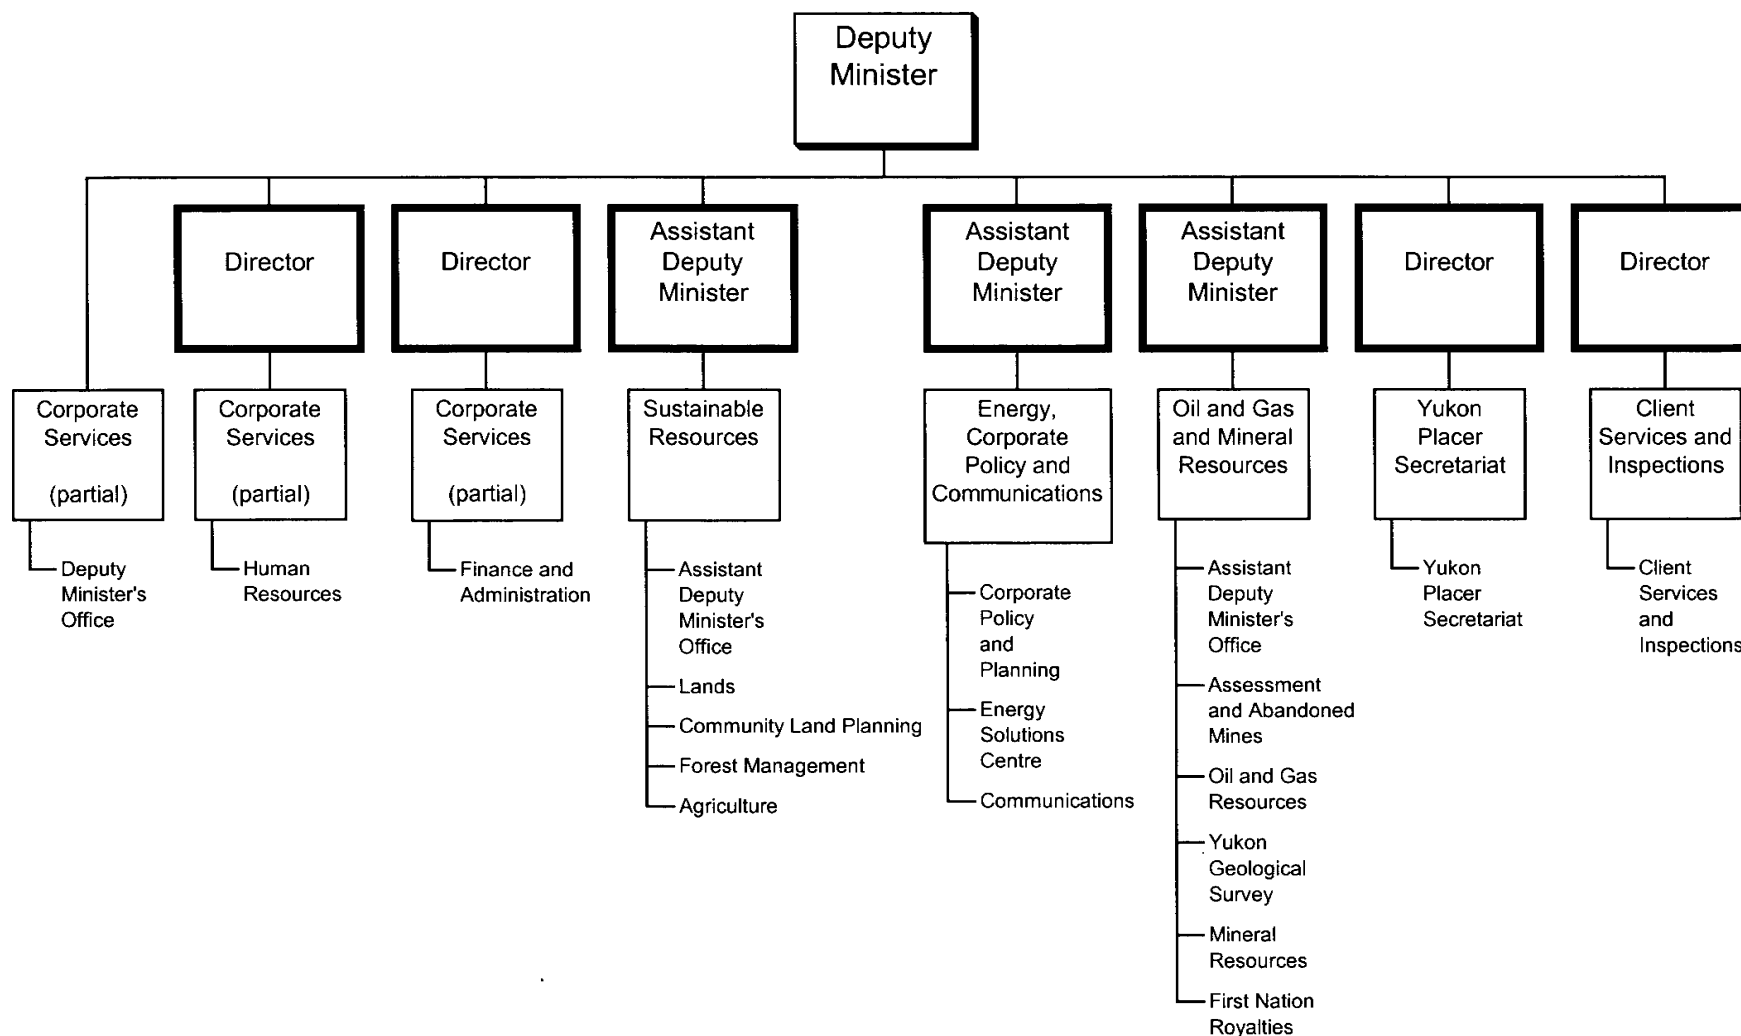 Deputy
Minister
Director
Director
Assistant
Deputy
Minister
Assistant
Deputy
Minister
Assistant
Deputy
Minister
Director
Director
Corporate
Services
(partial)
Corporate
Services
(partial)
Corporate
Services
(partial)
Sustainable
Resources
Energy,
Corporate
Policy and
Communications
Oil and Gas
and Mineral
Resources
Yukon
Placer
Secretariat
Client
Services and
Inspections
Deputy
Minister's
Office
Human
Resources
Finance and
Administration
Assistant
Deputy
Minister's
Office
Lands
Community Land Planning
Forest Management
Agriculture
Corporate
Policy
and
Planning
Energy
Solutions
Centre
Communications
Assistant
Deputy
Minister's
Office
Assessment
and Abandoned
Mines
Oil and Gas
Resources
Yukon
Geological
Survey
Mineral
Resources
First Nation
Royalties
Yukon
Placer
Secretariat
Client
Services
and
Inspections